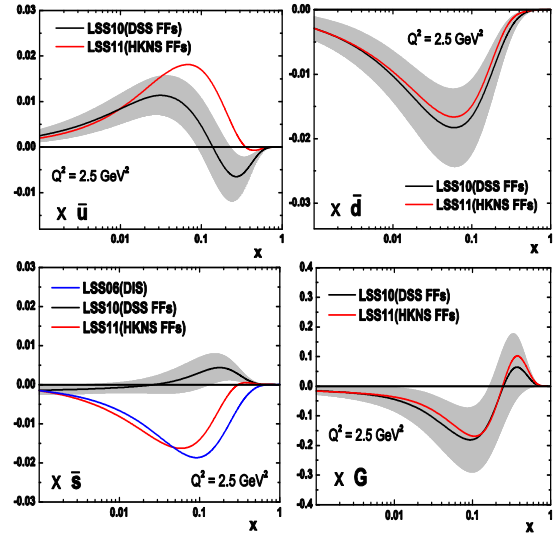 LSS10(DSS FFs)
LSS11(HKNS FFs)
0.03
0.02
0.01
0.00
-0.01
Q² = 2.5 GeV²
x ū
0.01
0.1
1
X
Q² = 2.5 GeV²
0.00
-0.01
-0.02
-0.03
LSS10(DSS FFs)
LSS11(HKNS FFs)
x d̄
0.01
0.1
1
X
LSS06(DIS)
LSS10(DSS FFs)
LSS11(HKNS FFs)
0.03
0.02
0.01
0.00
-0.01
-0.02
-0.03
x s̄
Q² = 2.5 GeV²
0.01
0.1
1
X
LSS10(DSS FFs)
LSS11(HKNS FFs)
0.4
0.3
0.2
0.1
0.0
-0.1
-0.2
-0.3
-0.4
Q² = 2.5 GeV²
x G
0.01
0.1
1
X